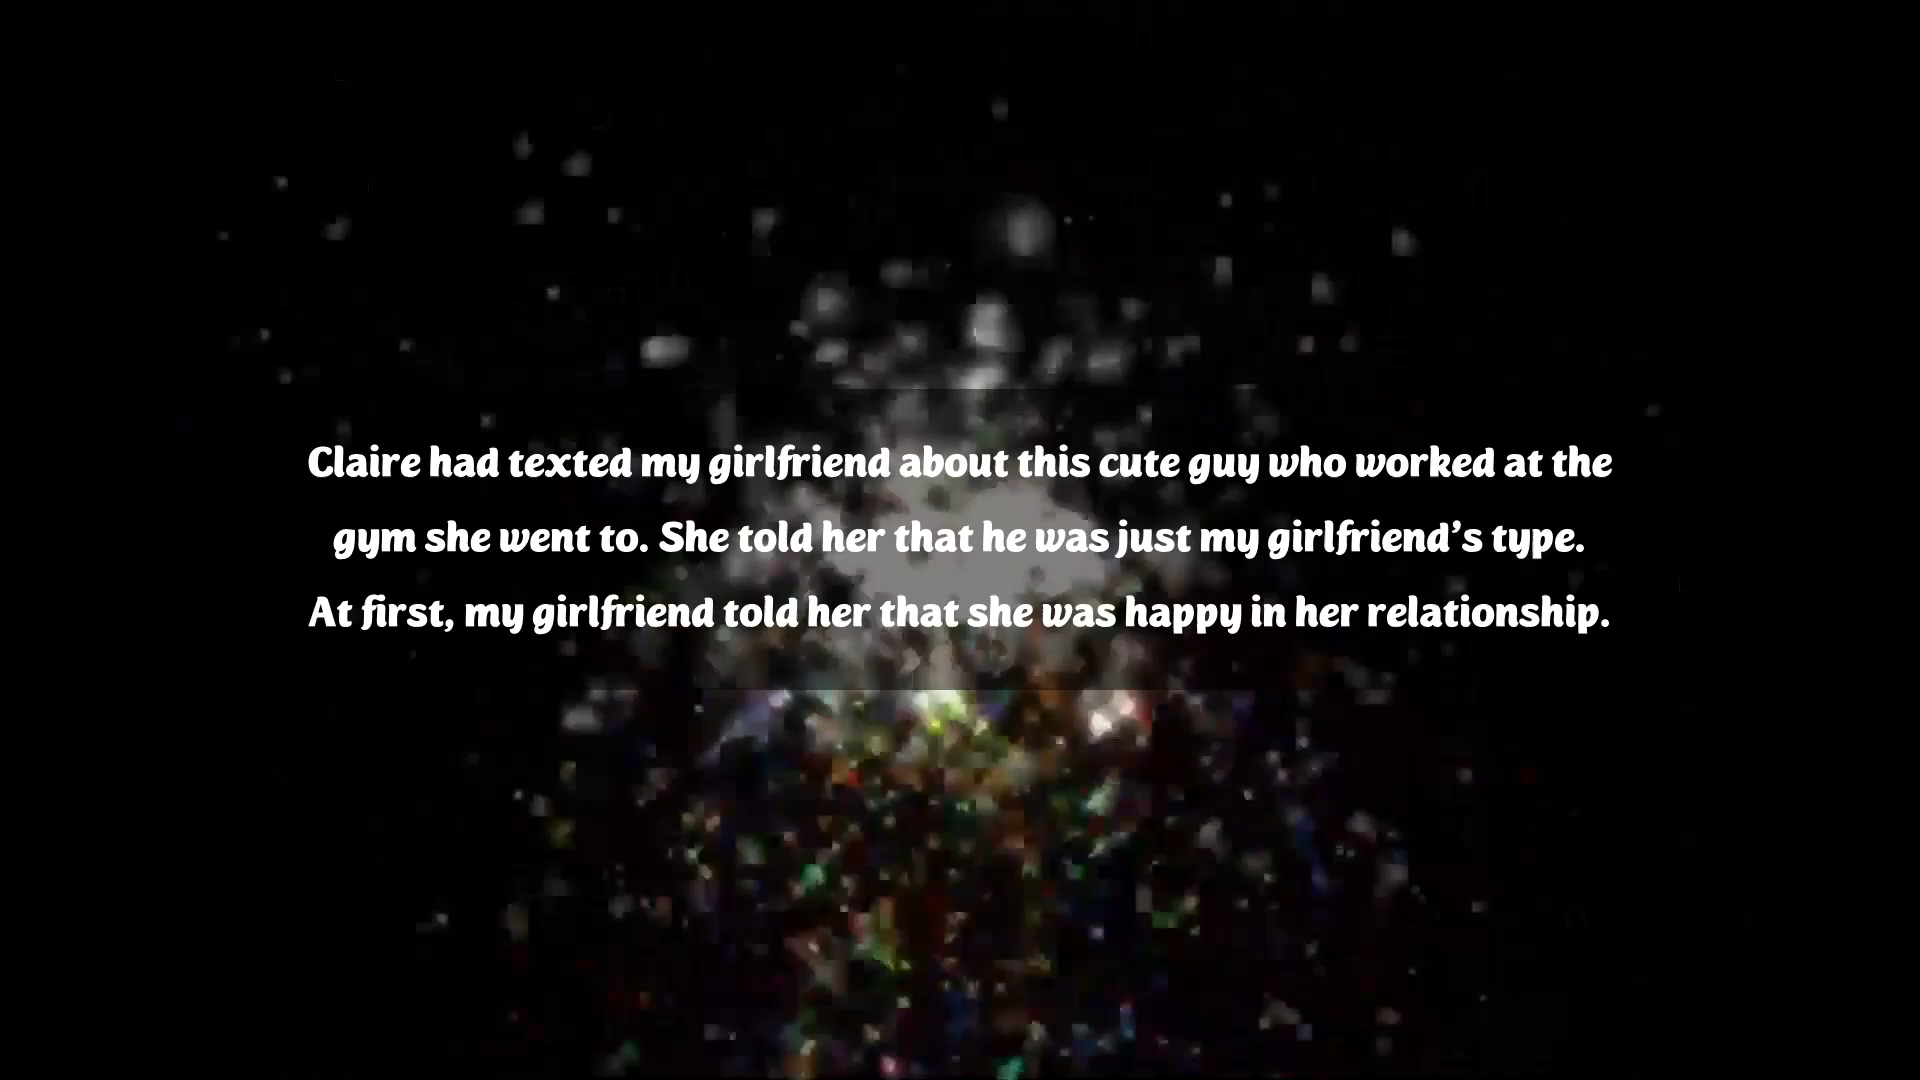 Claire had texted my girlfriend about this cute guy who worked at the
gym she went to. She told her that he was just my girlfriend’s type.
At first, my girlfriend told her that she was happy in her relationship.